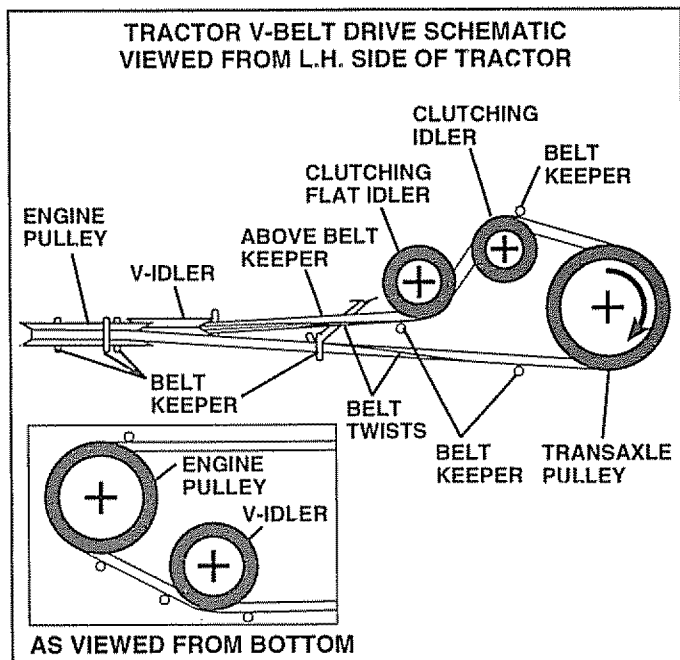 TRACTOR V-BELT DRIVE SCHEMATIC
VIEWED FROM L.H. SIDE OF TRACTOR
CLUTCHING
IDLER
BELT
KEEPER
CLUTCHING
FLAT IDLER
ENGINE
PULLEY
ABOVE BELT
KEEPER
V-IDLER
BELT
KEEPER
BELT
TWISTS
BELT
KEEPER
TRANSAXLE
PULLEY
ENGINE
PULLEY
V-IDLER
AS VIEWED FROM BOTTOM